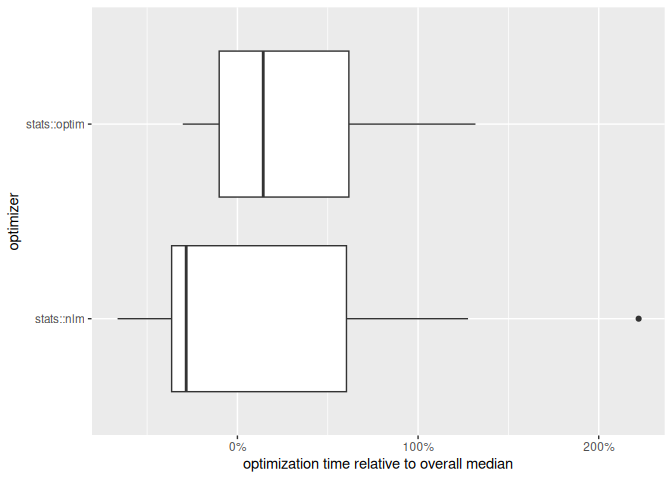 optimizer
stats::optim
stats::nlm
0%
100%
200%
optimization time relative to overall median